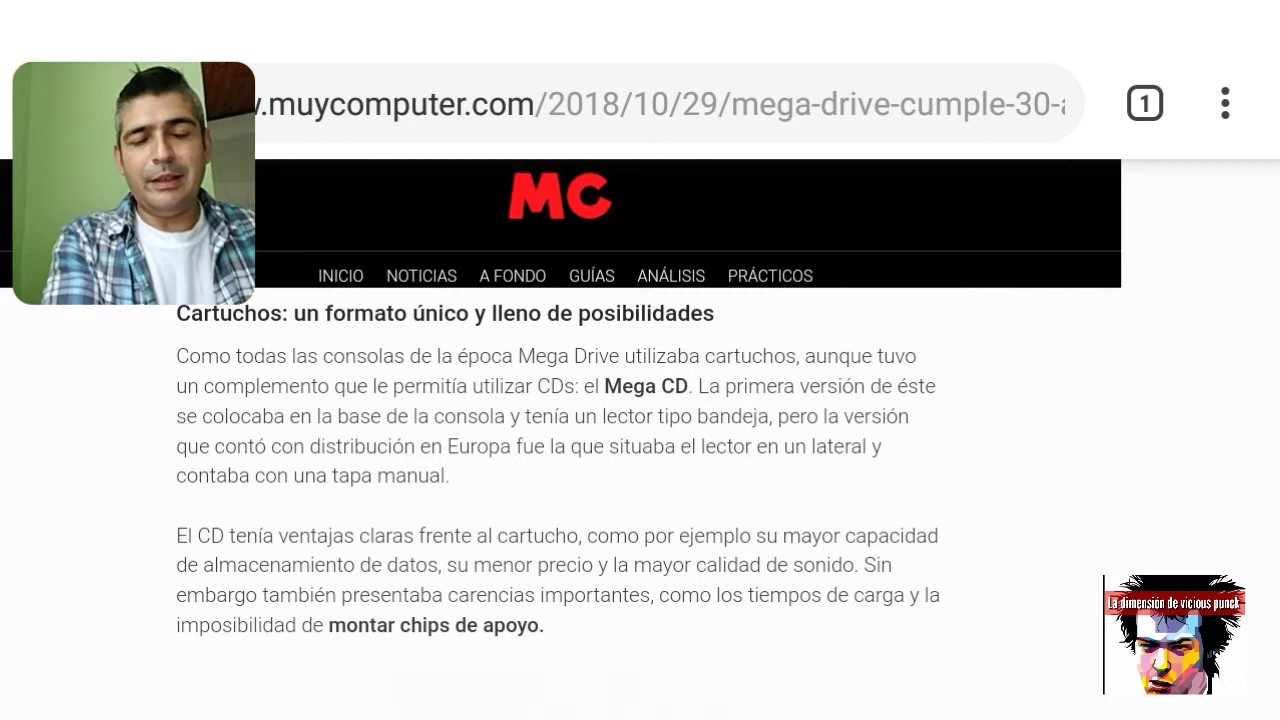 .muycomputer.com/2018/10/29/mega-drive-cumple-30-a
1
MC
INICIO NOTICIAS A FONDO GUÍAS ANÁLISIS PRÁCTICOS
Cartuchos: un formato único y lleno de posibilidades
Como todas las consolas de la época Mega Drive utilizaba cartuchos, aunque tuvo
un complemento que le permitía utilizar CDs: el Mega CD. La primera versión de éste
se colocaba en la base de la consola y tenía un lector tipo bandeja, pero la versión
que contó con distribución en Europa fue la que situaba el lector en un lateral y
contaba con una tapa manual.
El CD tenía ventajas claras frente al cartucho, como por ejemplo su mayor capacidad
de almacenamiento de datos, su menor precio y la mayor calidad de sonido. Sin
embargo también presentaba carencias importantes, como los tiempos de carga y la
imposibilidad de montar chips de apoyo.
La dimensión de vicious punck